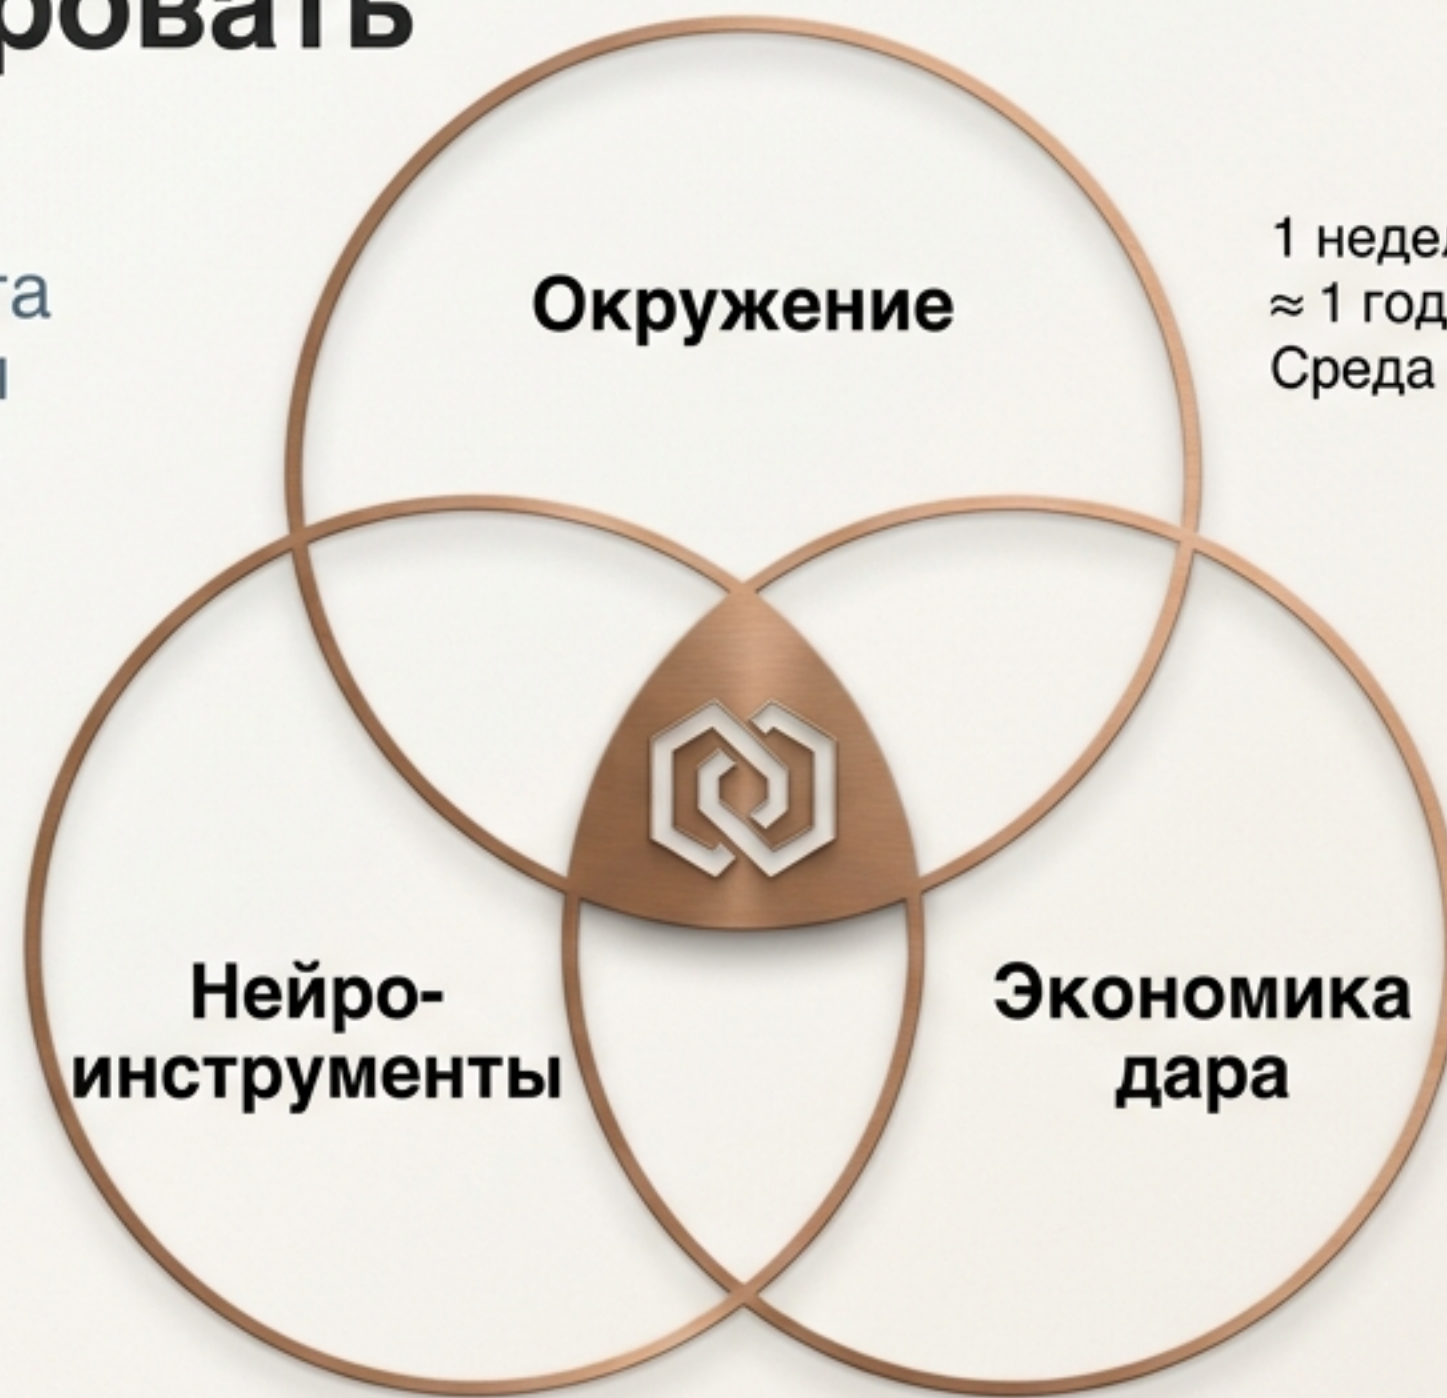 ровать
та
1 недел
≈ 1 год
Среда
Окружение
Нейро-
инструменты
Экономика
дара